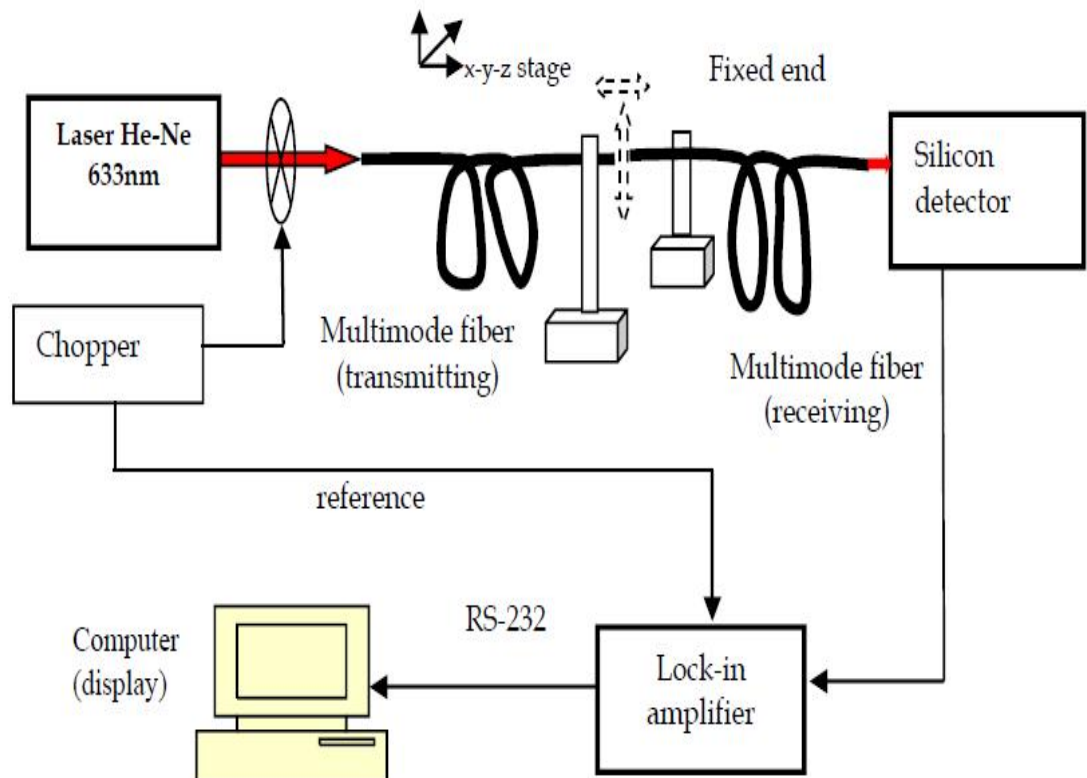 x-y-z stage
Fixed end
Laser He-Ne
633nm
Silicon
detector
Chopper
Multimode fiber
(transmitting)
Multimode fiber
(receiving)
reference
RS-232
Computer
(display)
Lock-in
amplifier